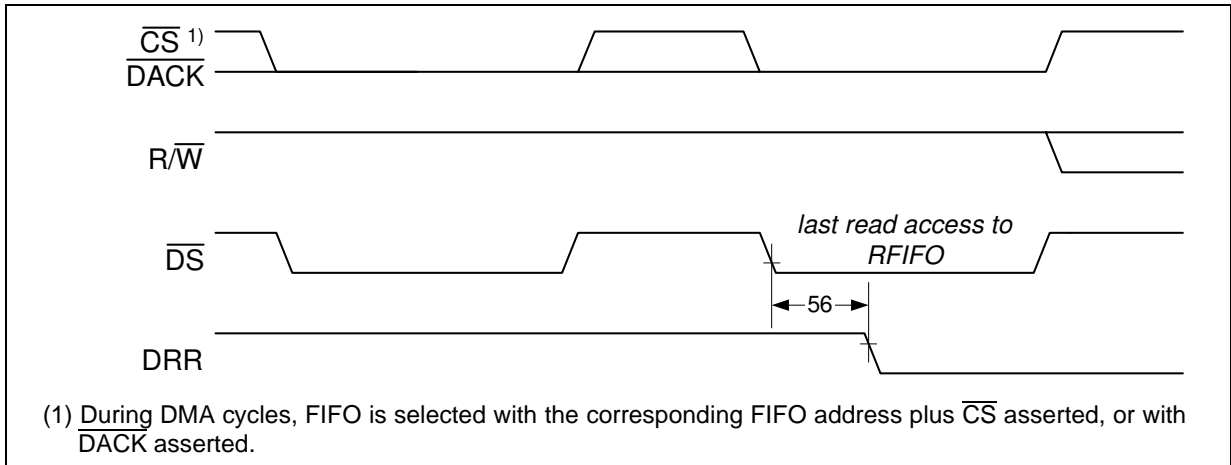 CS 1)
DACK
R/W
DS
last read access to
RFIFO
56
DRR
(1) During DMA cycles, FIFO is selected with the corresponding FIFO address plus CS asserted, or with
DACK asserted.